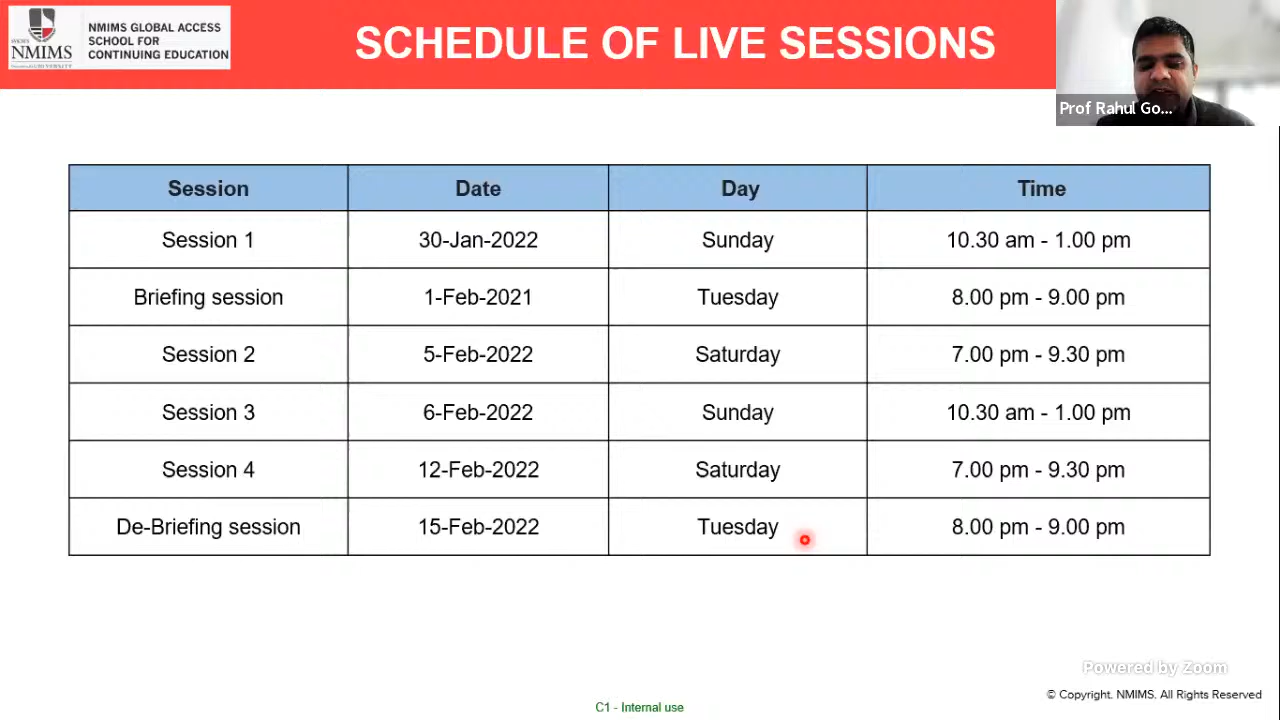 NMIMS
NMIMS GLOBAL ACCESS
SCHOOL FOR
CONTINUING EDUCATION
SCHEDULE OF LIVE SESSIONS
Prof Rahul Go...
Session Date Day Time
Session 1 30-Jan-2022 Sunday 10.30 am - 1.00 pm
Briefing session 1-Feb-2021 Tuesday 8.00 pm - 9.00 pm
Session 2 5-Feb-2022 Saturday 7.00 pm - 9.30 pm
Session 3 6-Feb-2022 Sunday 10.30 am - 1.00 pm
Session 4 12-Feb-2022 Saturday 7.00 pm - 9.30 pm
De-Briefing session 15-Feb-2022 Tuesday 8.00 pm - 9.00 pm
Powered by Zoom
© Copyright. NMIMS. All Rights Reserved
C1 - Internal use